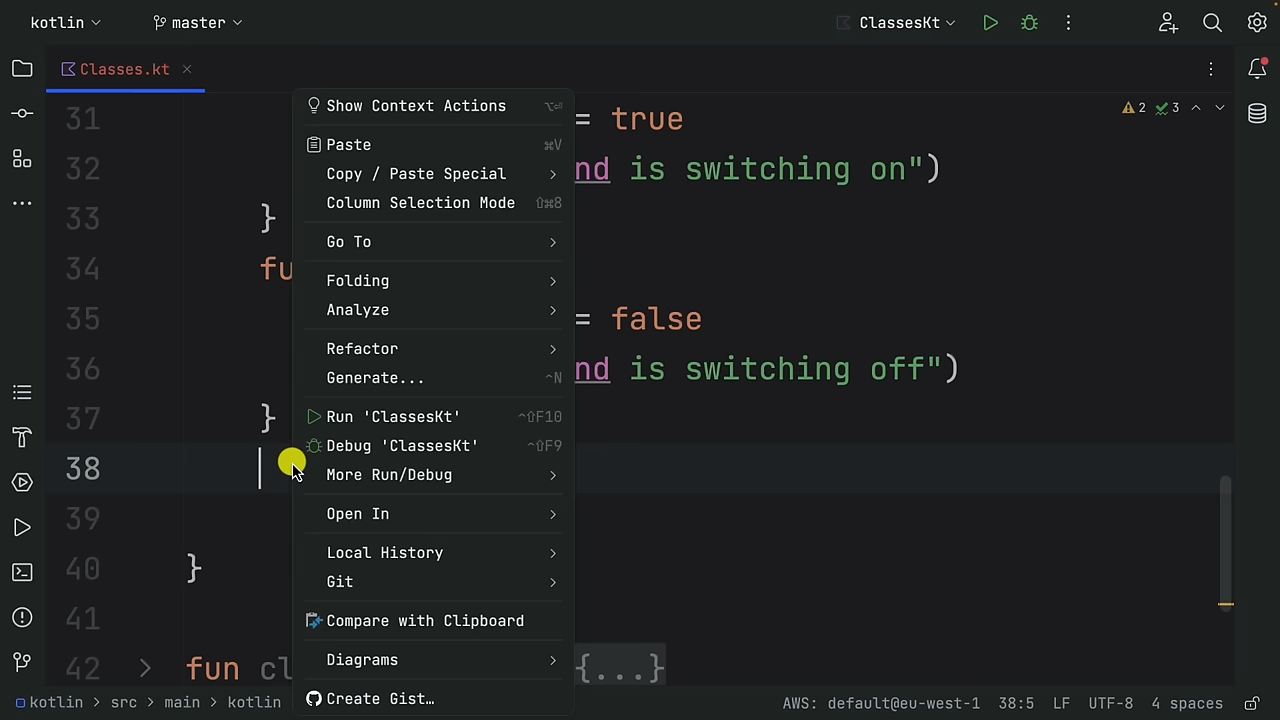 kotlin master ClassesKt
Classes.kt
31 = true 2 3
32 nd is switching on")
33 }
34 fu
35 = false
36 nd is switching off")
37 }
38
39
40 }
41
42 fun cl {...}
Show Context Actions ⌥⏎
Paste ⌘V
Copy / Paste Special
Column Selection Mode ⇧⌘8
Go To
Folding
Analyze
Refactor
Generate... ^N
Run 'ClassesKt' ^⇧F10
Debug 'ClassesKt' ^⇧F9
More Run/Debug
Open In
Local History
Git
Compare with Clipboard
Diagrams
Create Gist…
kotlin > src > main > kotlin AWS: default@eu-west-1 38:5 LF UTF-8 4 spaces